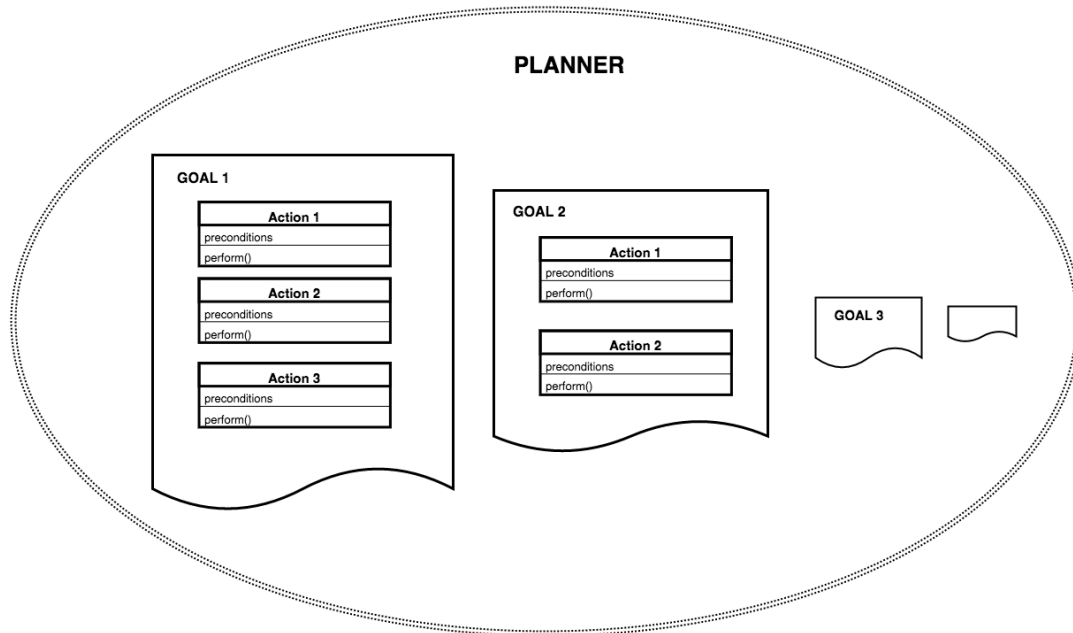 PLANNER
GOAL 1
Action 1
preconditions
perform()
Action 2
preconditions
perform()
Action 3
preconditions
perform()
GOAL 2
Action 1
preconditions
perform()
Action 2
preconditions
perform()
GOAL 3